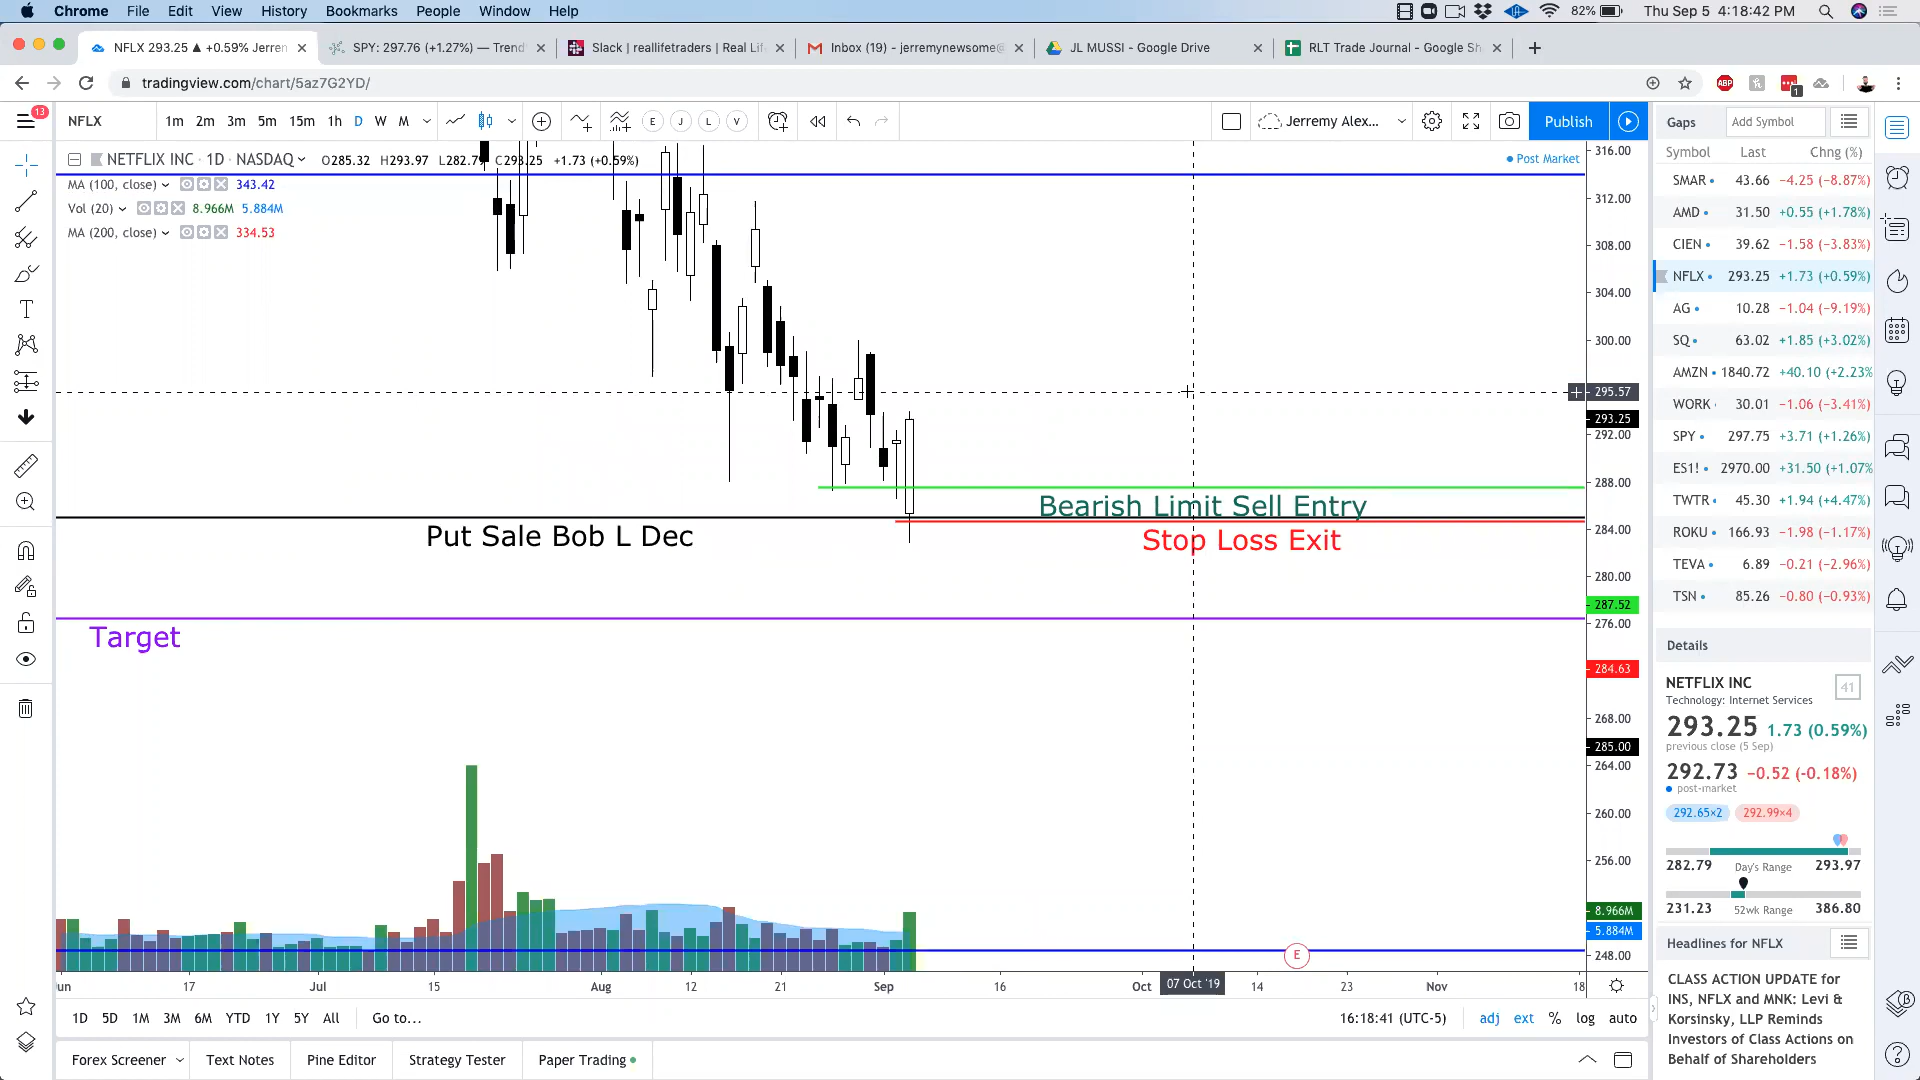 Chrome File Edit View History Bookmarks People Window Help 82% Thu Sep 5 4:18:42 PM
NFLX 293.25 ▲ +0.59% Jerren SPY: 297.76 (+1.27%) — Trend Slack | reallifetraders | Real Lif Inbox (19) - jerremynewsome@ JL MUSSI - Google Drive RLT Trade Journal - Google Sh
tradingview.com/chart/5az7G2YD/ ABP 1
13 NFLX 1m 2m 3m 5m 15m 1h D W M E J L V Jerremy Alex... Publish
NETFLIX INC · 1D · NASDAQ O285.32 H293.97 L282.79 C293.25 +1.73 (+0.59%)
Post Market
MA (100, close) 343.42
Vol (20) 8.966M 5.884M
MA (200, close) 334.53
Bearish Limit Sell Entry
Put Sale Bob L Dec
Stop Loss Exit
Target
E
316.00
312.00
308.00
304.00
300.00
295.57
293.25
292.00
288.00
284.00
280.00
287.52
276.00
284.63
268.00
285.00
264.00
260.00
256.00
8.966M
5.884M
248.00
Jun 17 Jul 15 Aug 12 21 Sep 16 Oct 07 Oct '19 14 23 Nov 18
1D 5D 1M 3M 6M YTD 1Y 5Y All Go to... 16:18:41 (UTC-5) adj ext % log auto
Forex Screener Text Notes Pine Editor Strategy Tester Paper Trading
Gaps Add Symbol
Symbol Last Chng (%)
SMAR 43.66 −4.25 (−8.87%)
AMD 31.50 +0.55 (+1.78%)
CIEN 39.62 −1.58 (−3.83%)
NFLX 293.25 +1.73 (+0.59%)
AG 10.28 −1.04 (−9.19%)
SQ 63.02 +1.85 (+3.02%)
AMZN 1840.72 +40.10 (+2.23%
WORK 30.01 −1.06 (−3.41%)
SPY 297.75 +3.71 (+1.26%)
ES1! 2970.00 +31.50 (+1.07%
TWTR 45.30 +1.94 (+4.47%)
ROKU 166.93 −1.98 (−1.17%)
TEVA 6.89 −0.21 (−2.96%)
TSN 85.26 −0.80 (−0.93%)
Details
NETFLIX INC 41
Technology: Internet Services
293.25 1.73 (0.59%)
previous close (5 Sep)
292.73 −0.52 (-0.18%)
post-market
292.65×2 292.99×4
282.79 Day's Range 293.97
231.23 52wk Range 386.80
Headlines for NFLX
CLASS ACTION UPDATE for
INS, NFLX and MNK: Levi &
Korsinsky, LLP Reminds
Investors of Class Actions on
Behalf of Shareholders